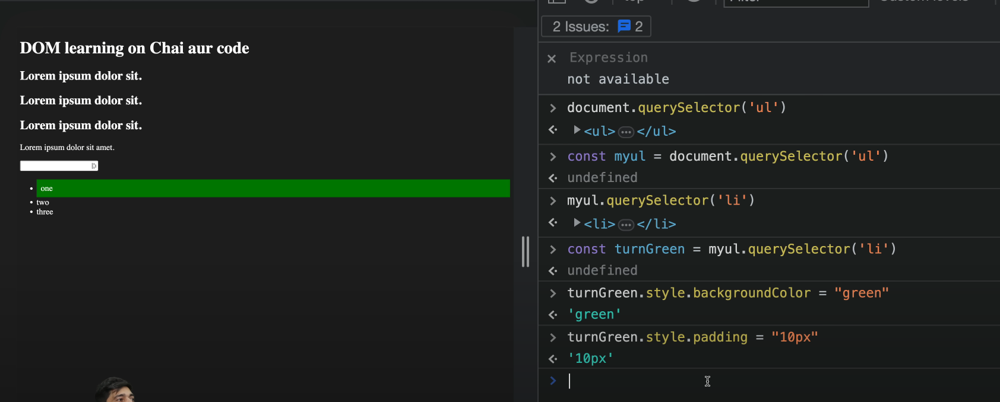 DOM learning on Chai aur code
Lorem ipsum dolor sit.
Lorem ipsum dolor sit.
Lorem ipsum dolor sit.
Lorem ipsum dolor sit amet.
• one
• two
• three
2 Issues: 2
Expression
not available
document.querySelector('ul')
<ul>…</ul>
const myul = document.querySelector('ul')
undefined
myul.querySelector('li')
<li>…</li>
const turnGreen = myul.querySelector('li')
undefined
turnGreen.style.backgroundColor = "green"
'green'
turnGreen.style.padding = "10px"
'10px'